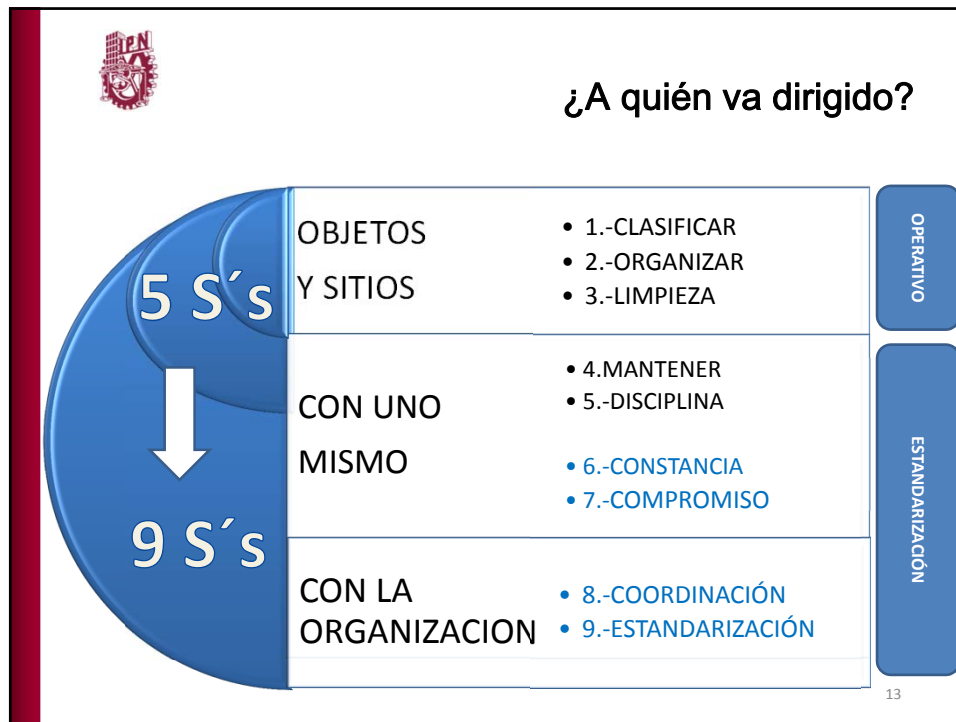 IPN
¿A quién va dirigido?
5 S´s
9 S´s
OBJETOS
Y SITIOS
• 1.-CLASIFICAR
• 2.-ORGANIZAR
• 3.-LIMPIEZA
OPERATIVO
CON UNO
MISMO
• 4.MANTENER
• 5.-DISCIPLINA
• 6.-CONSTANCIA
• 7.-COMPROMISO
CON LA
ORGANIZACION
• 8.-COORDINACIÓN
• 9.-ESTANDARIZACIÓN
ESTANDARIZACIÓN
13